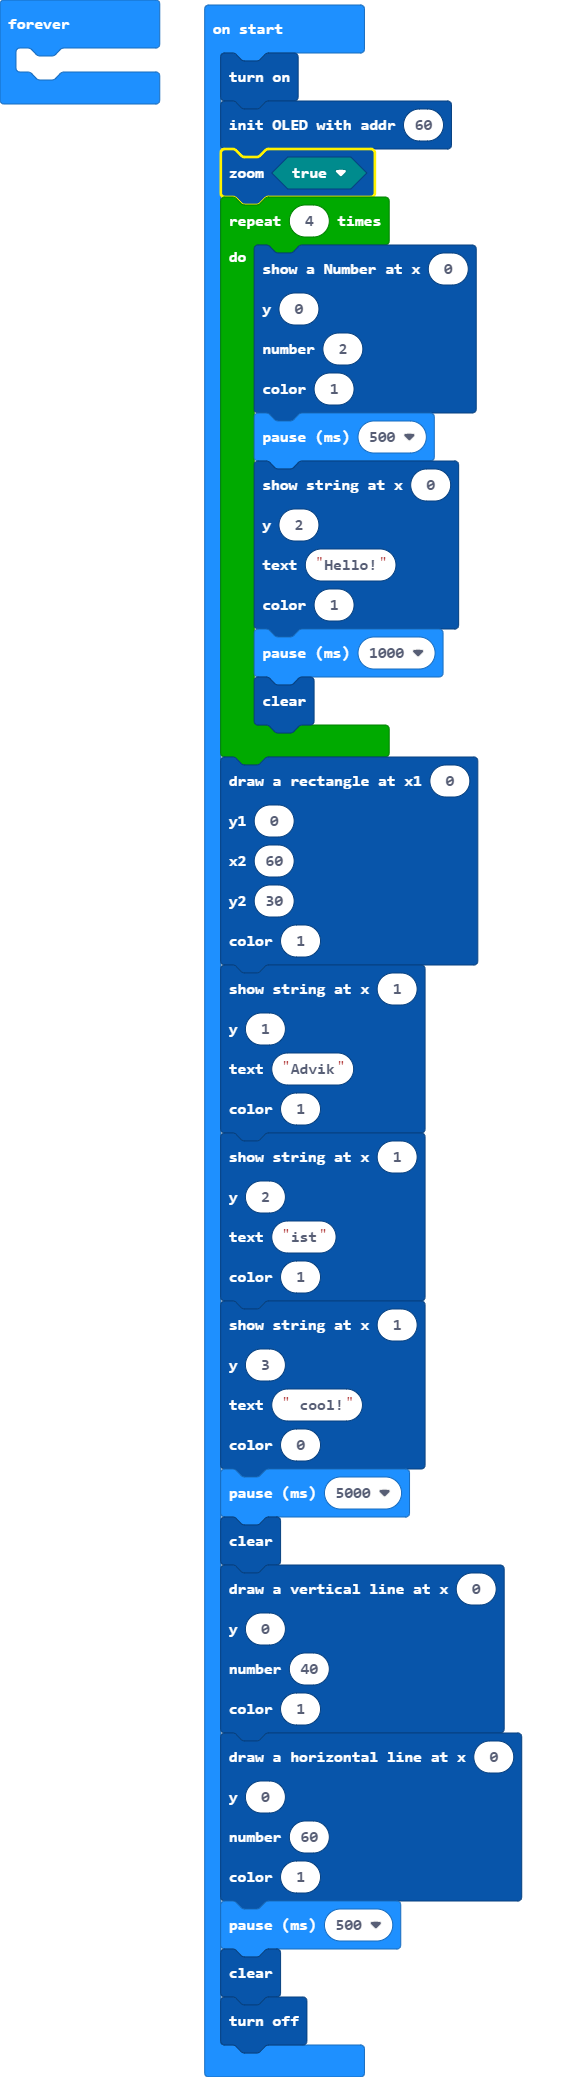 forever
on start
turn on
init OLED with addr 60
zoom true
repeat 4 times
do
show a Number at x 0
y 0
number 2
color 1
pause (ms) 500
show string at x 0
y 2
text "Hello!"
color 1
pause (ms) 1000
clear
draw a rectangle at x1 0
y1 0
x2 60
y2 30
color 1
show string at x 1
y 1
text "Advik"
color 1
show string at x 1
y 2
text "ist"
color 1
show string at x 1
y 3
text " cool!"
color 0
pause (ms) 5000
clear
draw a vertical line at x 0
y 0
number 40
color 1
draw a horizontal line at x 0
y 0
number 60
color 1
pause (ms) 500
clear
turn off